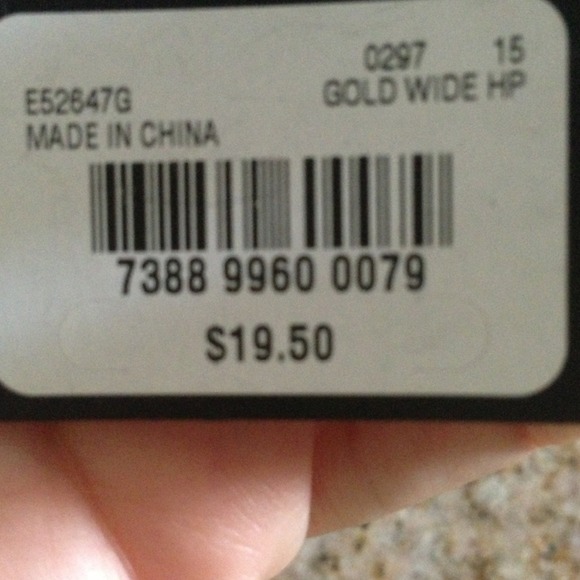 0297 15
E52647G GOLD WIDE HP
MADE IN CHINA
7388 9960 0079
$19.50